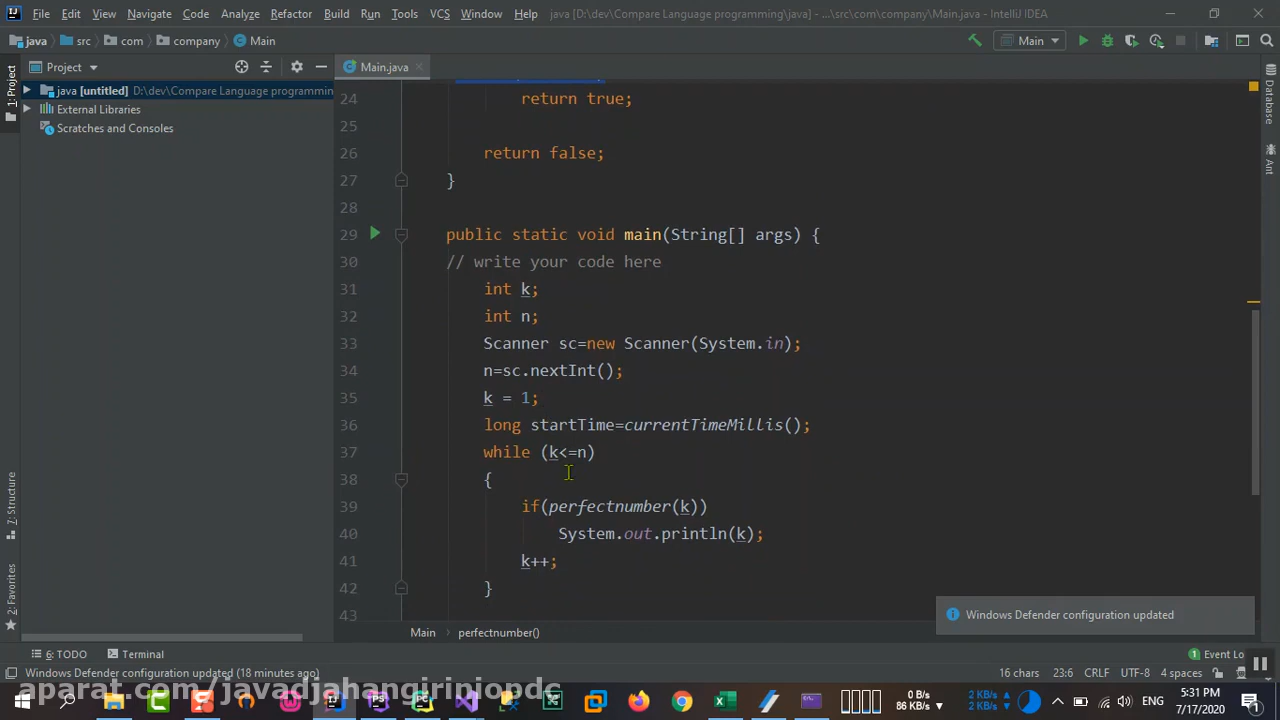 File Edit View Navigate Code Analyze Refactor Build Run Tools VCS Window Help java [D:\dev\Compare Language programming\java] - ...\src\com\company\Main.java - IntelliJ IDEA
java src com company Main Main
Project Main.java
java [untitled] D:\dev\Compare Language programmin
External Libraries
Scratches and Consoles
1: Project
Z: Structure
2: Favorites
Database
Ant
24 return true;
25
26 return false;
27 }
28
29 public static void main(String[] args) {
30 // write your code here
31 int k;
32 int n;
33 Scanner sc=new Scanner(System.in);
34 n=sc.nextInt();
35 k = 1;
36 long startTime=currentTimeMillis();
37 while (k<=n)
38 {
39 if(perfectnumber(k))
40 System.out.println(k);
41 k++;
42 }
43
Windows Defender configuration updated
Main perfectnumber()
6: TODO Terminal 1 Event Lo
Windows Defender configuration updated (18 minutes ago) 16 chars 23:6 CRLF UTF-8 4 spaces
aparat.com/javadjahangiriniopdc
0 B/s
86 KB/s
2 KB/s
2 KB/s
ENG
5:31 PM
7/17/2020